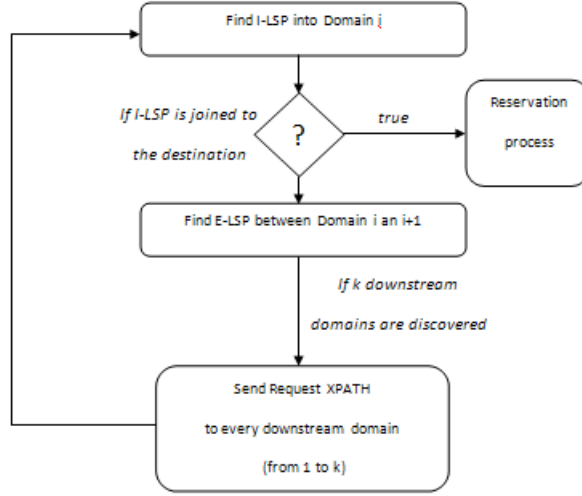 Find I-LSP into Domain i
If I-LSP is joined to
the destination
?
true
Reservation
process
Find E-LSP between Domain i an i+1
If k downstream
domains are discovered
Send Request XPATH
to every downstream domain
(from 1 to k)